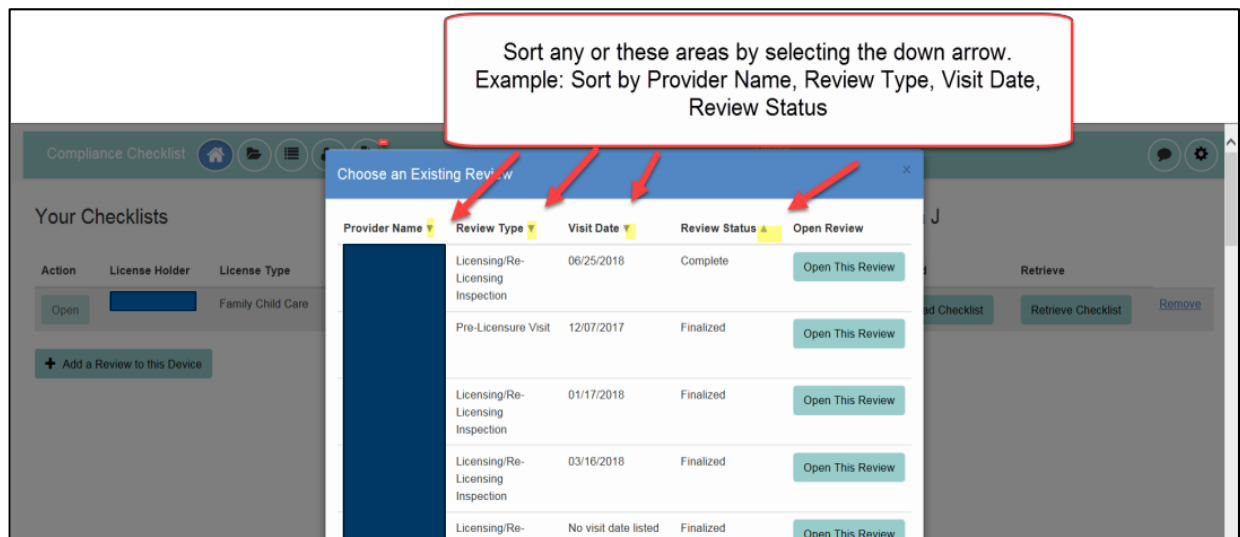 Sort any or these areas by selecting the down arrow.
Example: Sort by Provider Name, Review Type, Visit Date,
Review Status
Compliance Checklist
Choose an Existing Review ×
Your Checklists
J
Provider Name ▼ Review Type ▼ Visit Date ▼ Review Status ▲ Open Review
Action License Holder License Type
Retrieve
Licensing/Re-
Licensing
Inspection
06/25/2018 Complete Open This Review
Open Family Child Care
Checklist Retrieve Checklist Remove
Pre-Licensure Visit 12/07/2017 Finalized Open This Review
+ Add a Review to this Device
Licensing/Re-
Licensing
Inspection
01/17/2018 Finalized Open This Review
Licensing/Re-
Licensing
Inspection
03/16/2018 Finalized Open This Review
Licensing/Re-
No visit date listed Finalized Open This Review